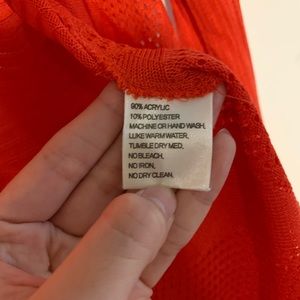 90% ACRYLIC
10% POLYESTER
MACHINE OR HAND WASH,
LUKE WARM WATER,
TUMBLE DRY MED,
NO BLEACH,
NO IRON,
NO DRY CLEAN.